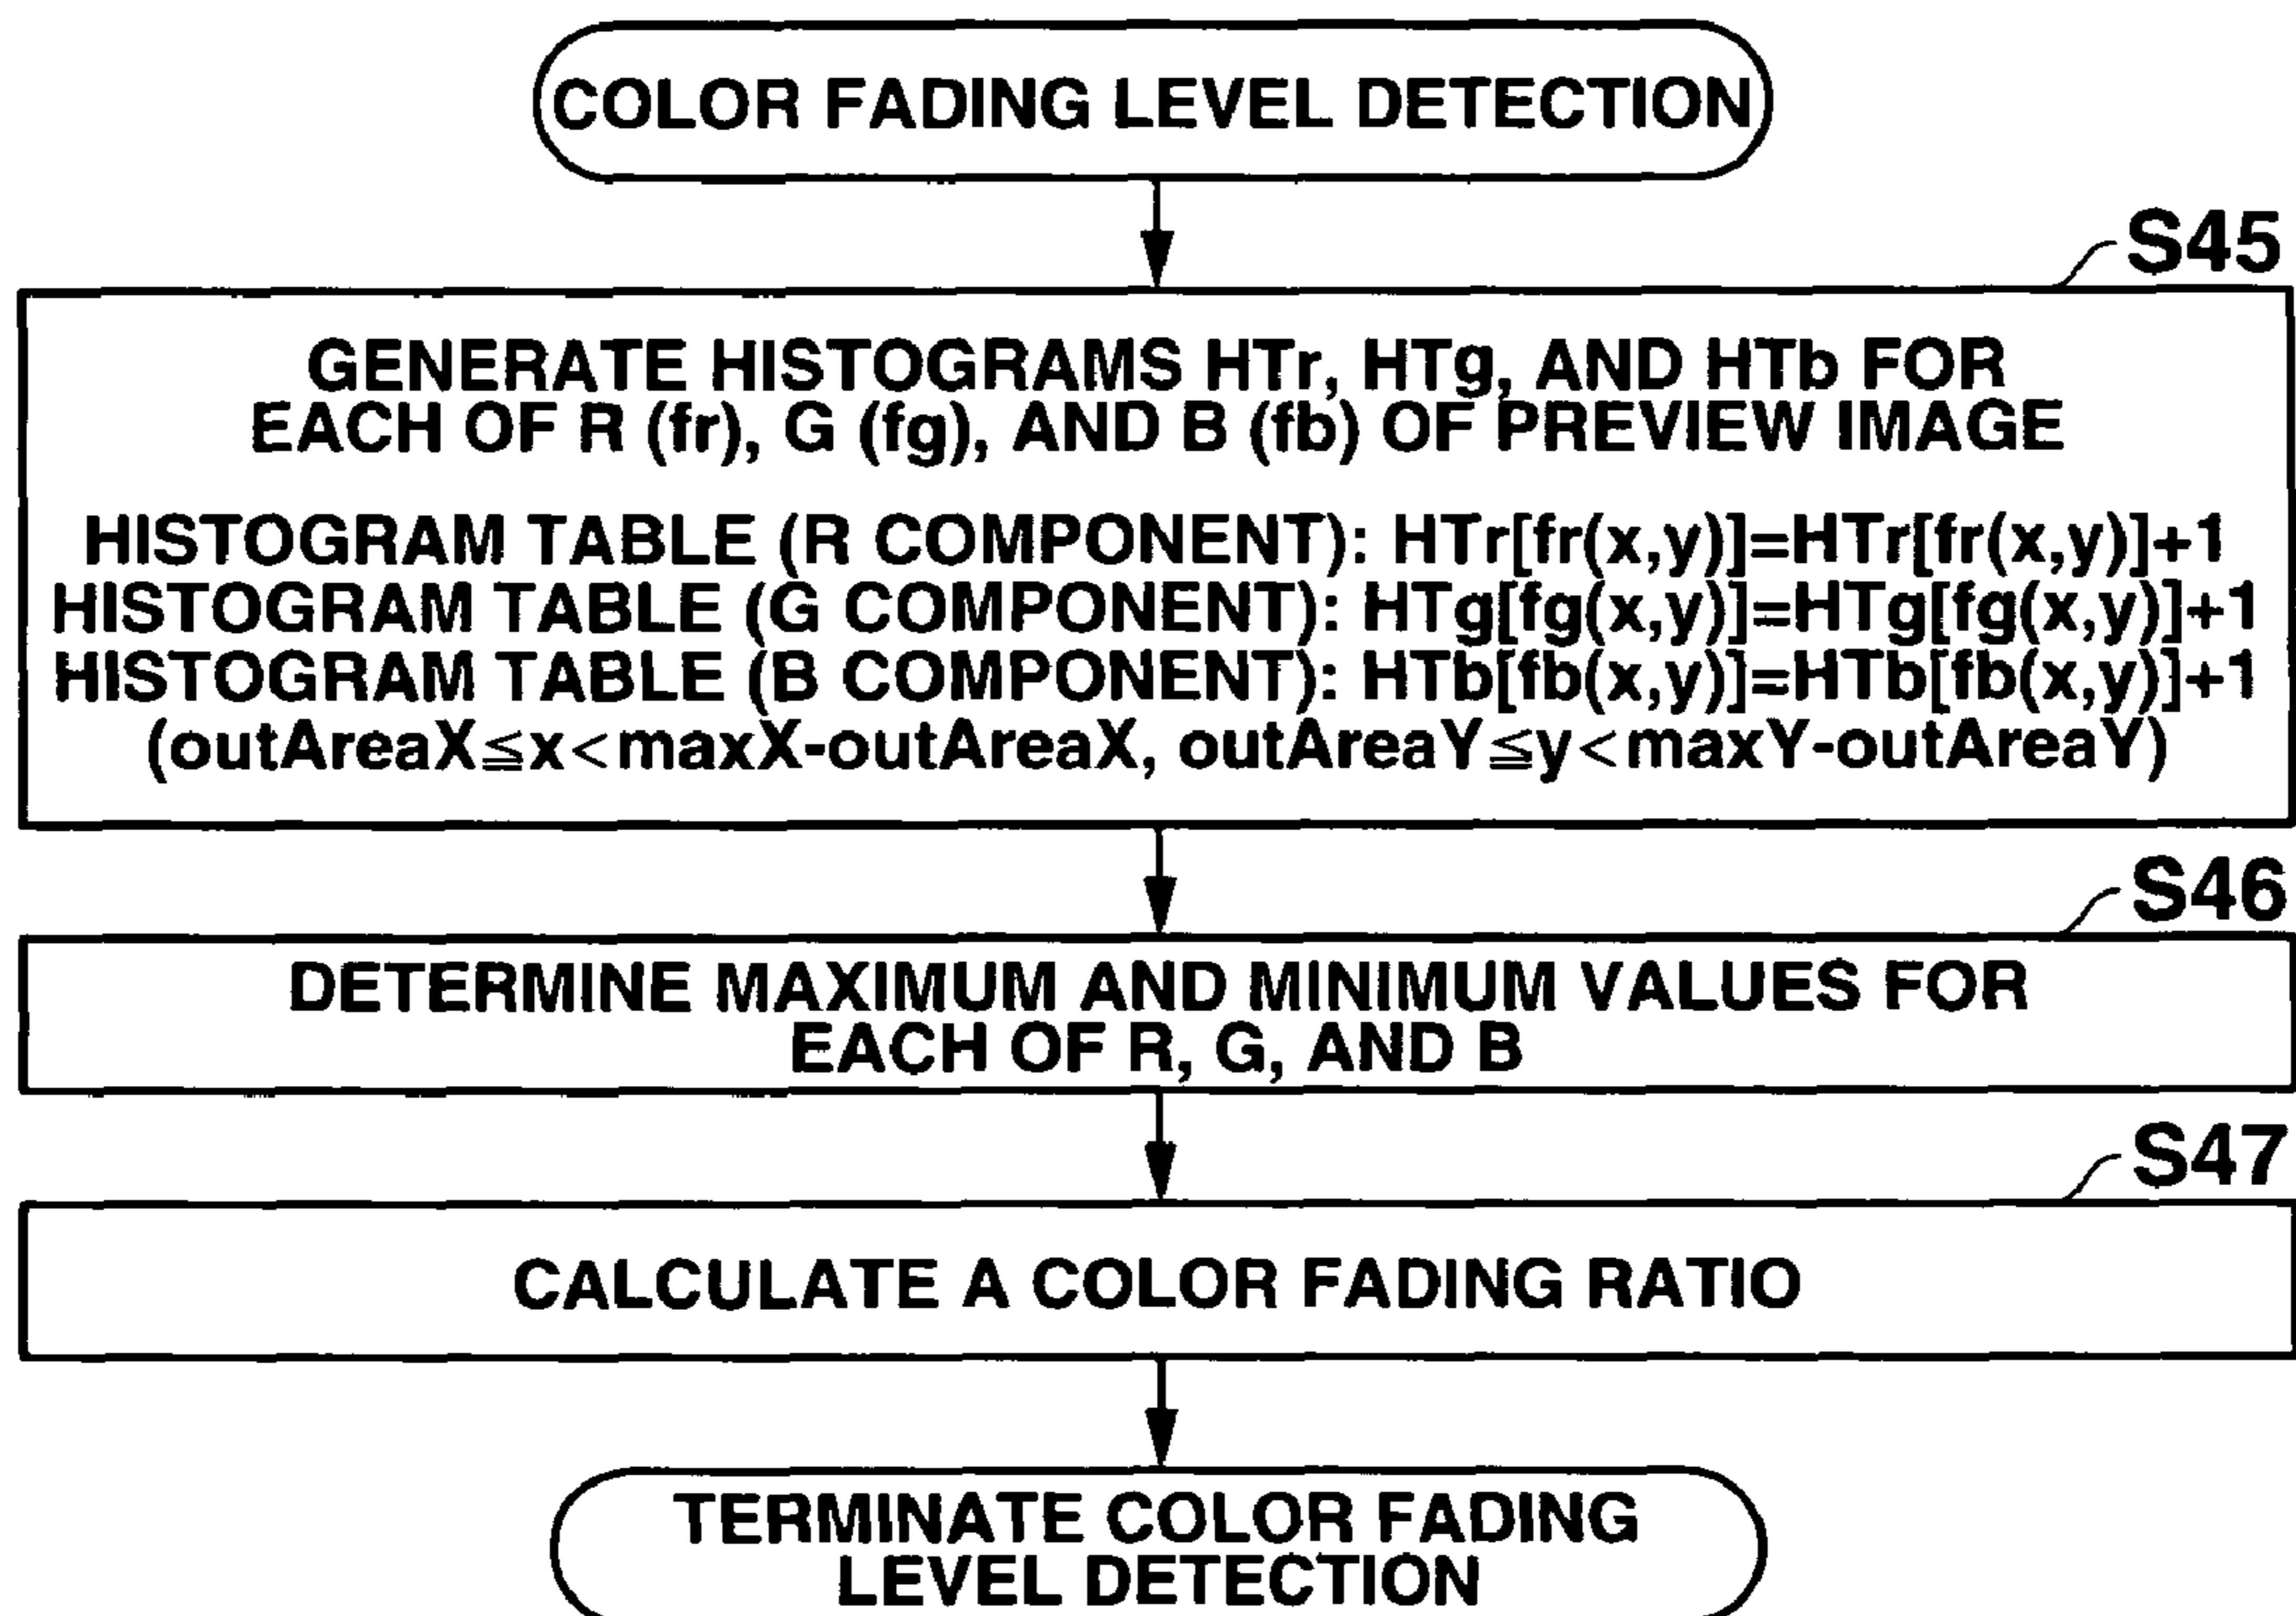 COLOR FADING LEVEL DETECTION
S45
GENERATE HISTOGRAMS HTr, HTg, AND HTb FOR
EACH OF R (fr), G (fg), AND B (fb) OF PREVIEW IMAGE
HISTOGRAM TABLE (R COMPONENT): HTr[fr(x,y)]=HTr[fr(x,y)]+1
HISTOGRAM TABLE (G COMPONENT): HTg[fg(x,y)]=HTg[fg(x,y)]+1
HISTOGRAM TABLE (B COMPONENT): HTb[fb(x,y)]=HTb[fb(x,y)]+1
(outAreaX≦x<maxX-outAreaX, outAreaY≦y<maxY-outAreaY)
S46
DETERMINE MAXIMUM AND MINIMUM VALUES FOR
EACH OF R, G, AND B
S47
CALCULATE A COLOR FADING RATIO
TERMINATE COLOR FADING
LEVEL DETECTION